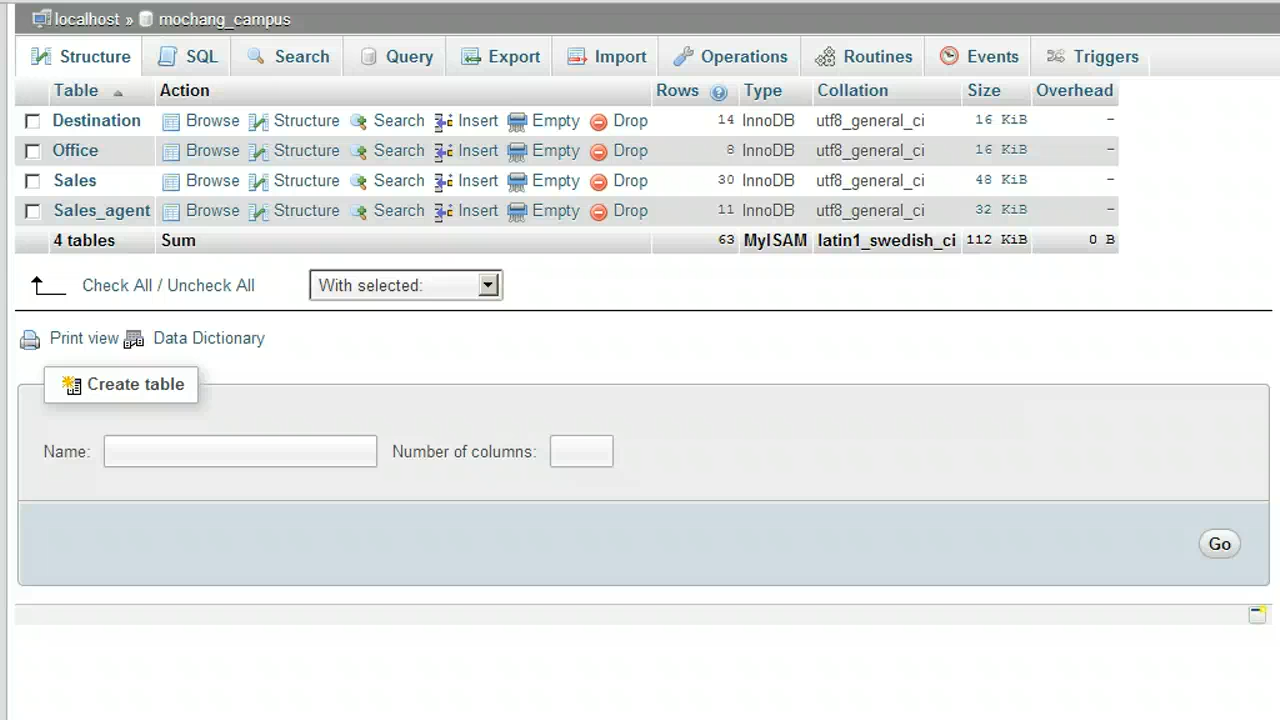 localhost » mochang_campus
Structure SQL Search Query Export Import Operations Routines Events Triggers
Table Action Rows Type Collation Size Overhead
Destination Browse Structure Search Insert Empty Drop 14 InnoDB utf8_general_ci 16 KiB -
Office Browse Structure Search Insert Empty Drop 8 InnoDB utf8_general_ci 16 KiB -
Sales Browse Structure Search Insert Empty Drop 30 InnoDB utf8_general_ci 48 KiB -
Sales_agent Browse Structure Search Insert Empty Drop 11 InnoDB utf8_general_ci 32 KiB -
4 tables Sum 63 MyISAM latin1_swedish_ci 112 KiB 0 B
Check All / Uncheck All With selected:
Print view Data Dictionary
Create table
Name: Number of columns:
Go